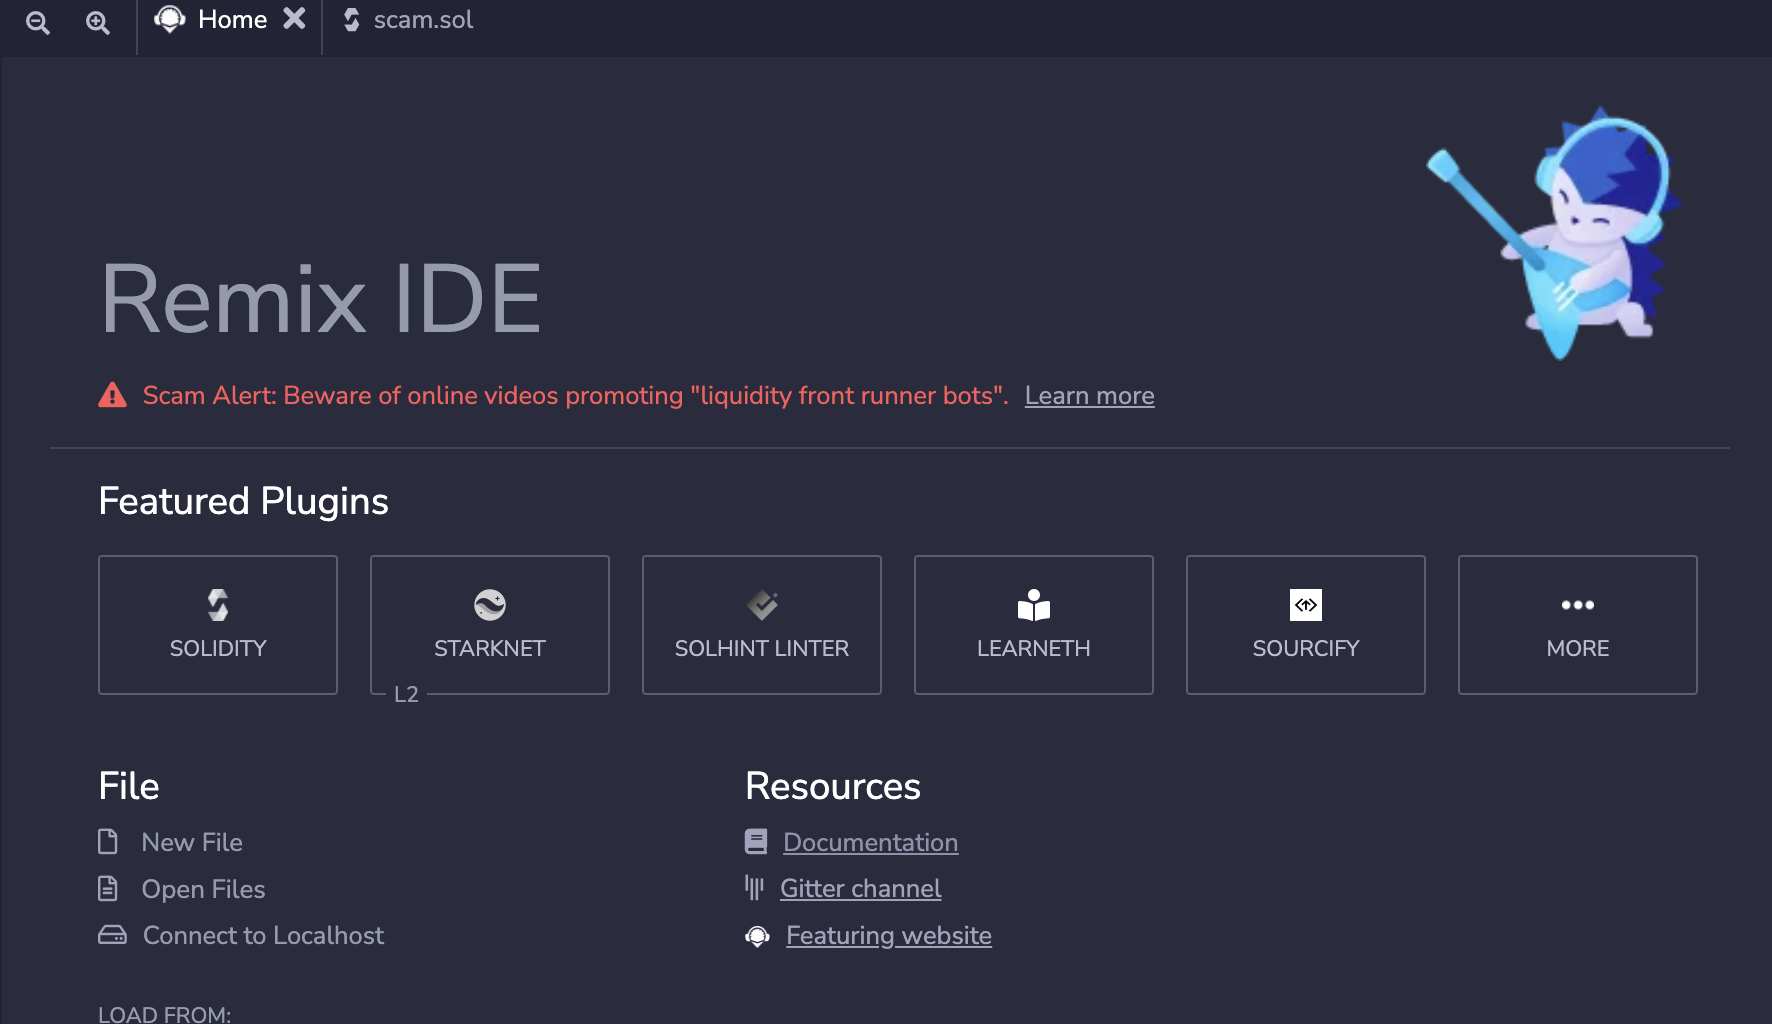 Home
scam.sol
Remix IDE
Scam Alert: Beware of online videos promoting "liquidity front runner bots". Learn more
Featured Plugins
SOLIDITY
STARKNET
L2
SOLHINT LINTER
LEARNETH
SOURCIFY
MORE
File
New File
Open Files
Connect to Localhost
Resources
Documentation
Gitter channel
Featuring website
LOAD FROM: